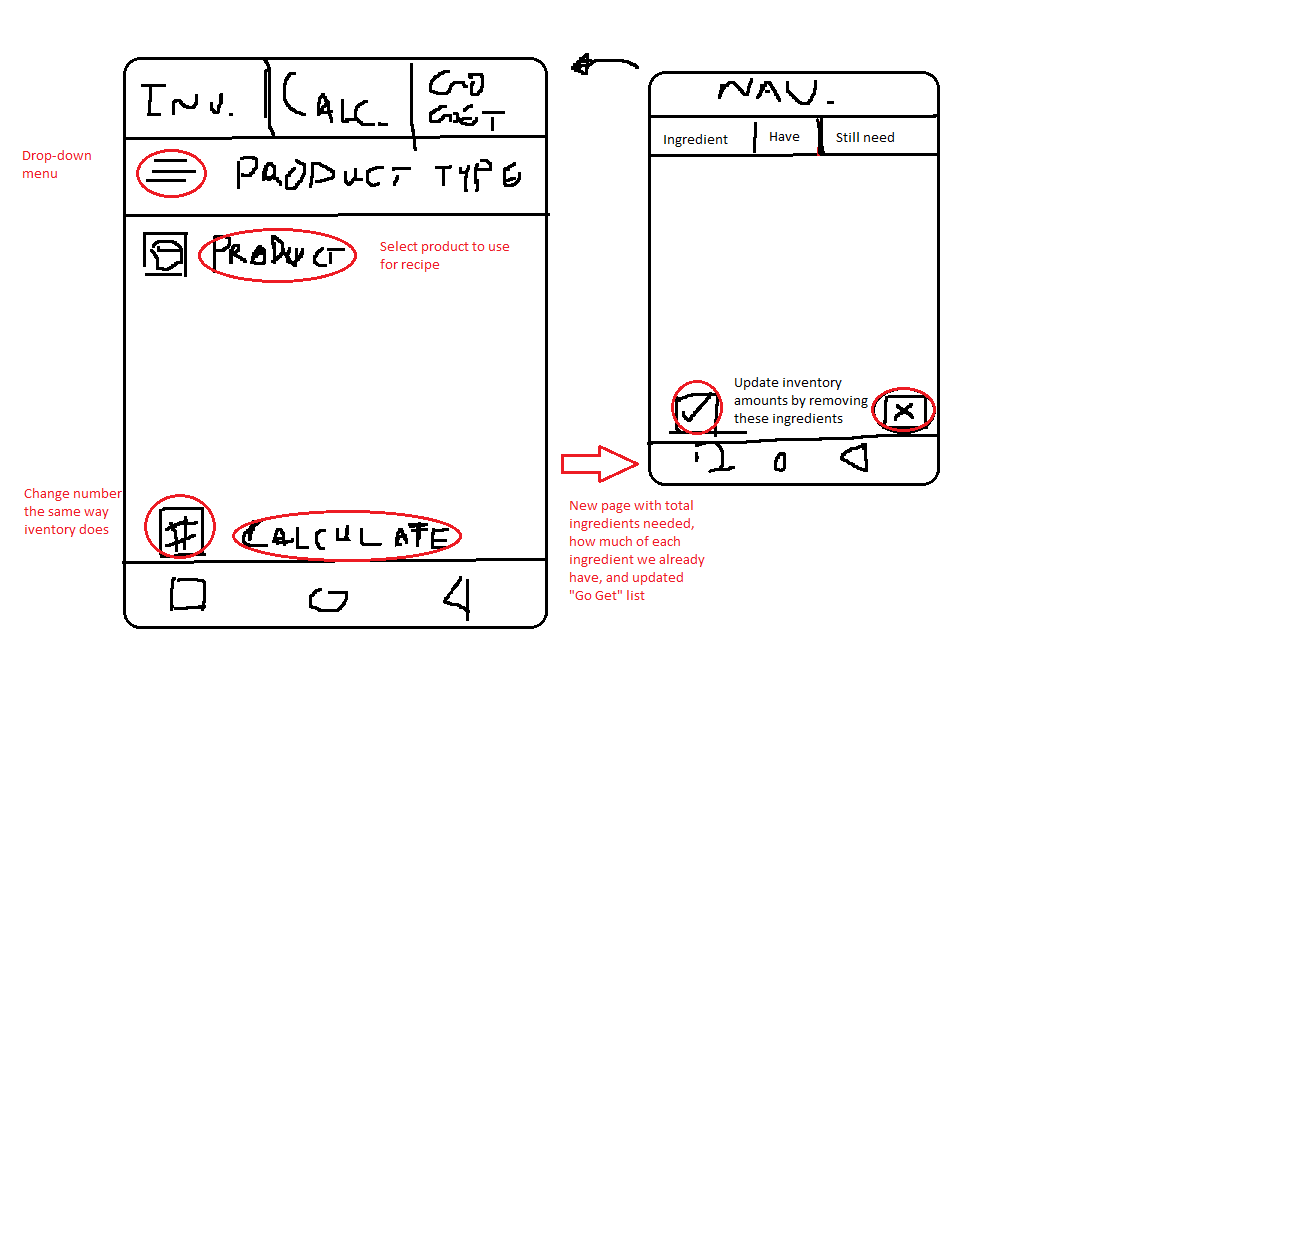 INV.
CALC.
GO
GET
Drop-down
menu
PRODUCT TYPE
PRODUCT
Select product to use
for recipe
Change number
the same way
iventory does
#
CALCULATE
NAV.
Ingredient
Have
Still need
Update inventory
amounts by removing
these ingredients
New page with total
ingredients needed,
how much of each
ingredient we already
have, and updated
"Go Get" list